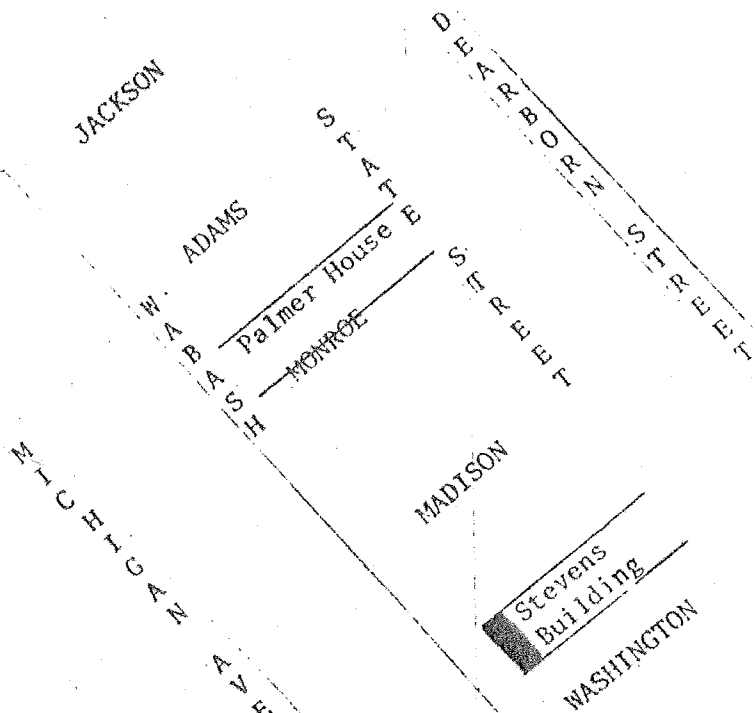 DEARBORN STREET
JACKSON
STATE STREET
ADAMS
Palmer House
W. WABASH
MONROE
MICHIGAN AVE
MADISON
Stevens
Building
WASHINGTON